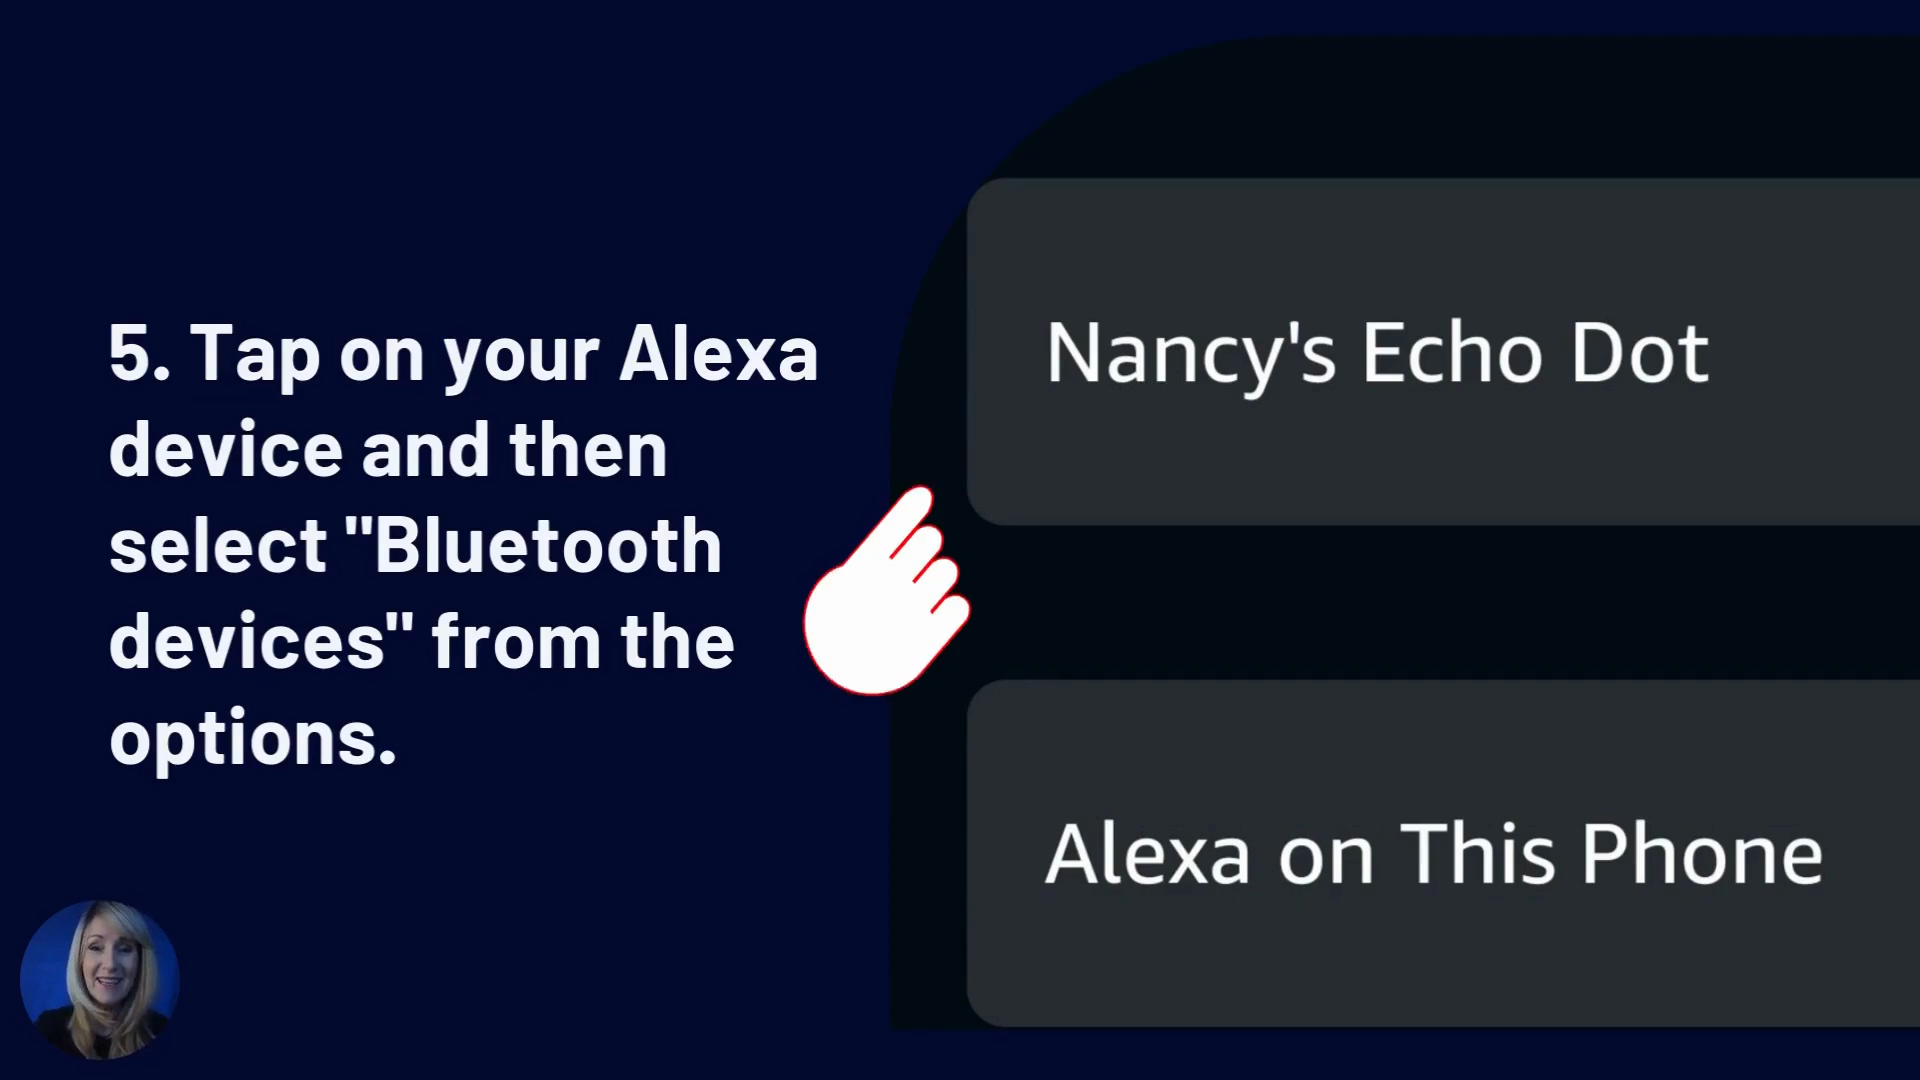 5. Tap on your Alexa
device and then
select "Bluetooth
devices" from the
options.
Nancy's Echo Dot
Alexa on This Phone